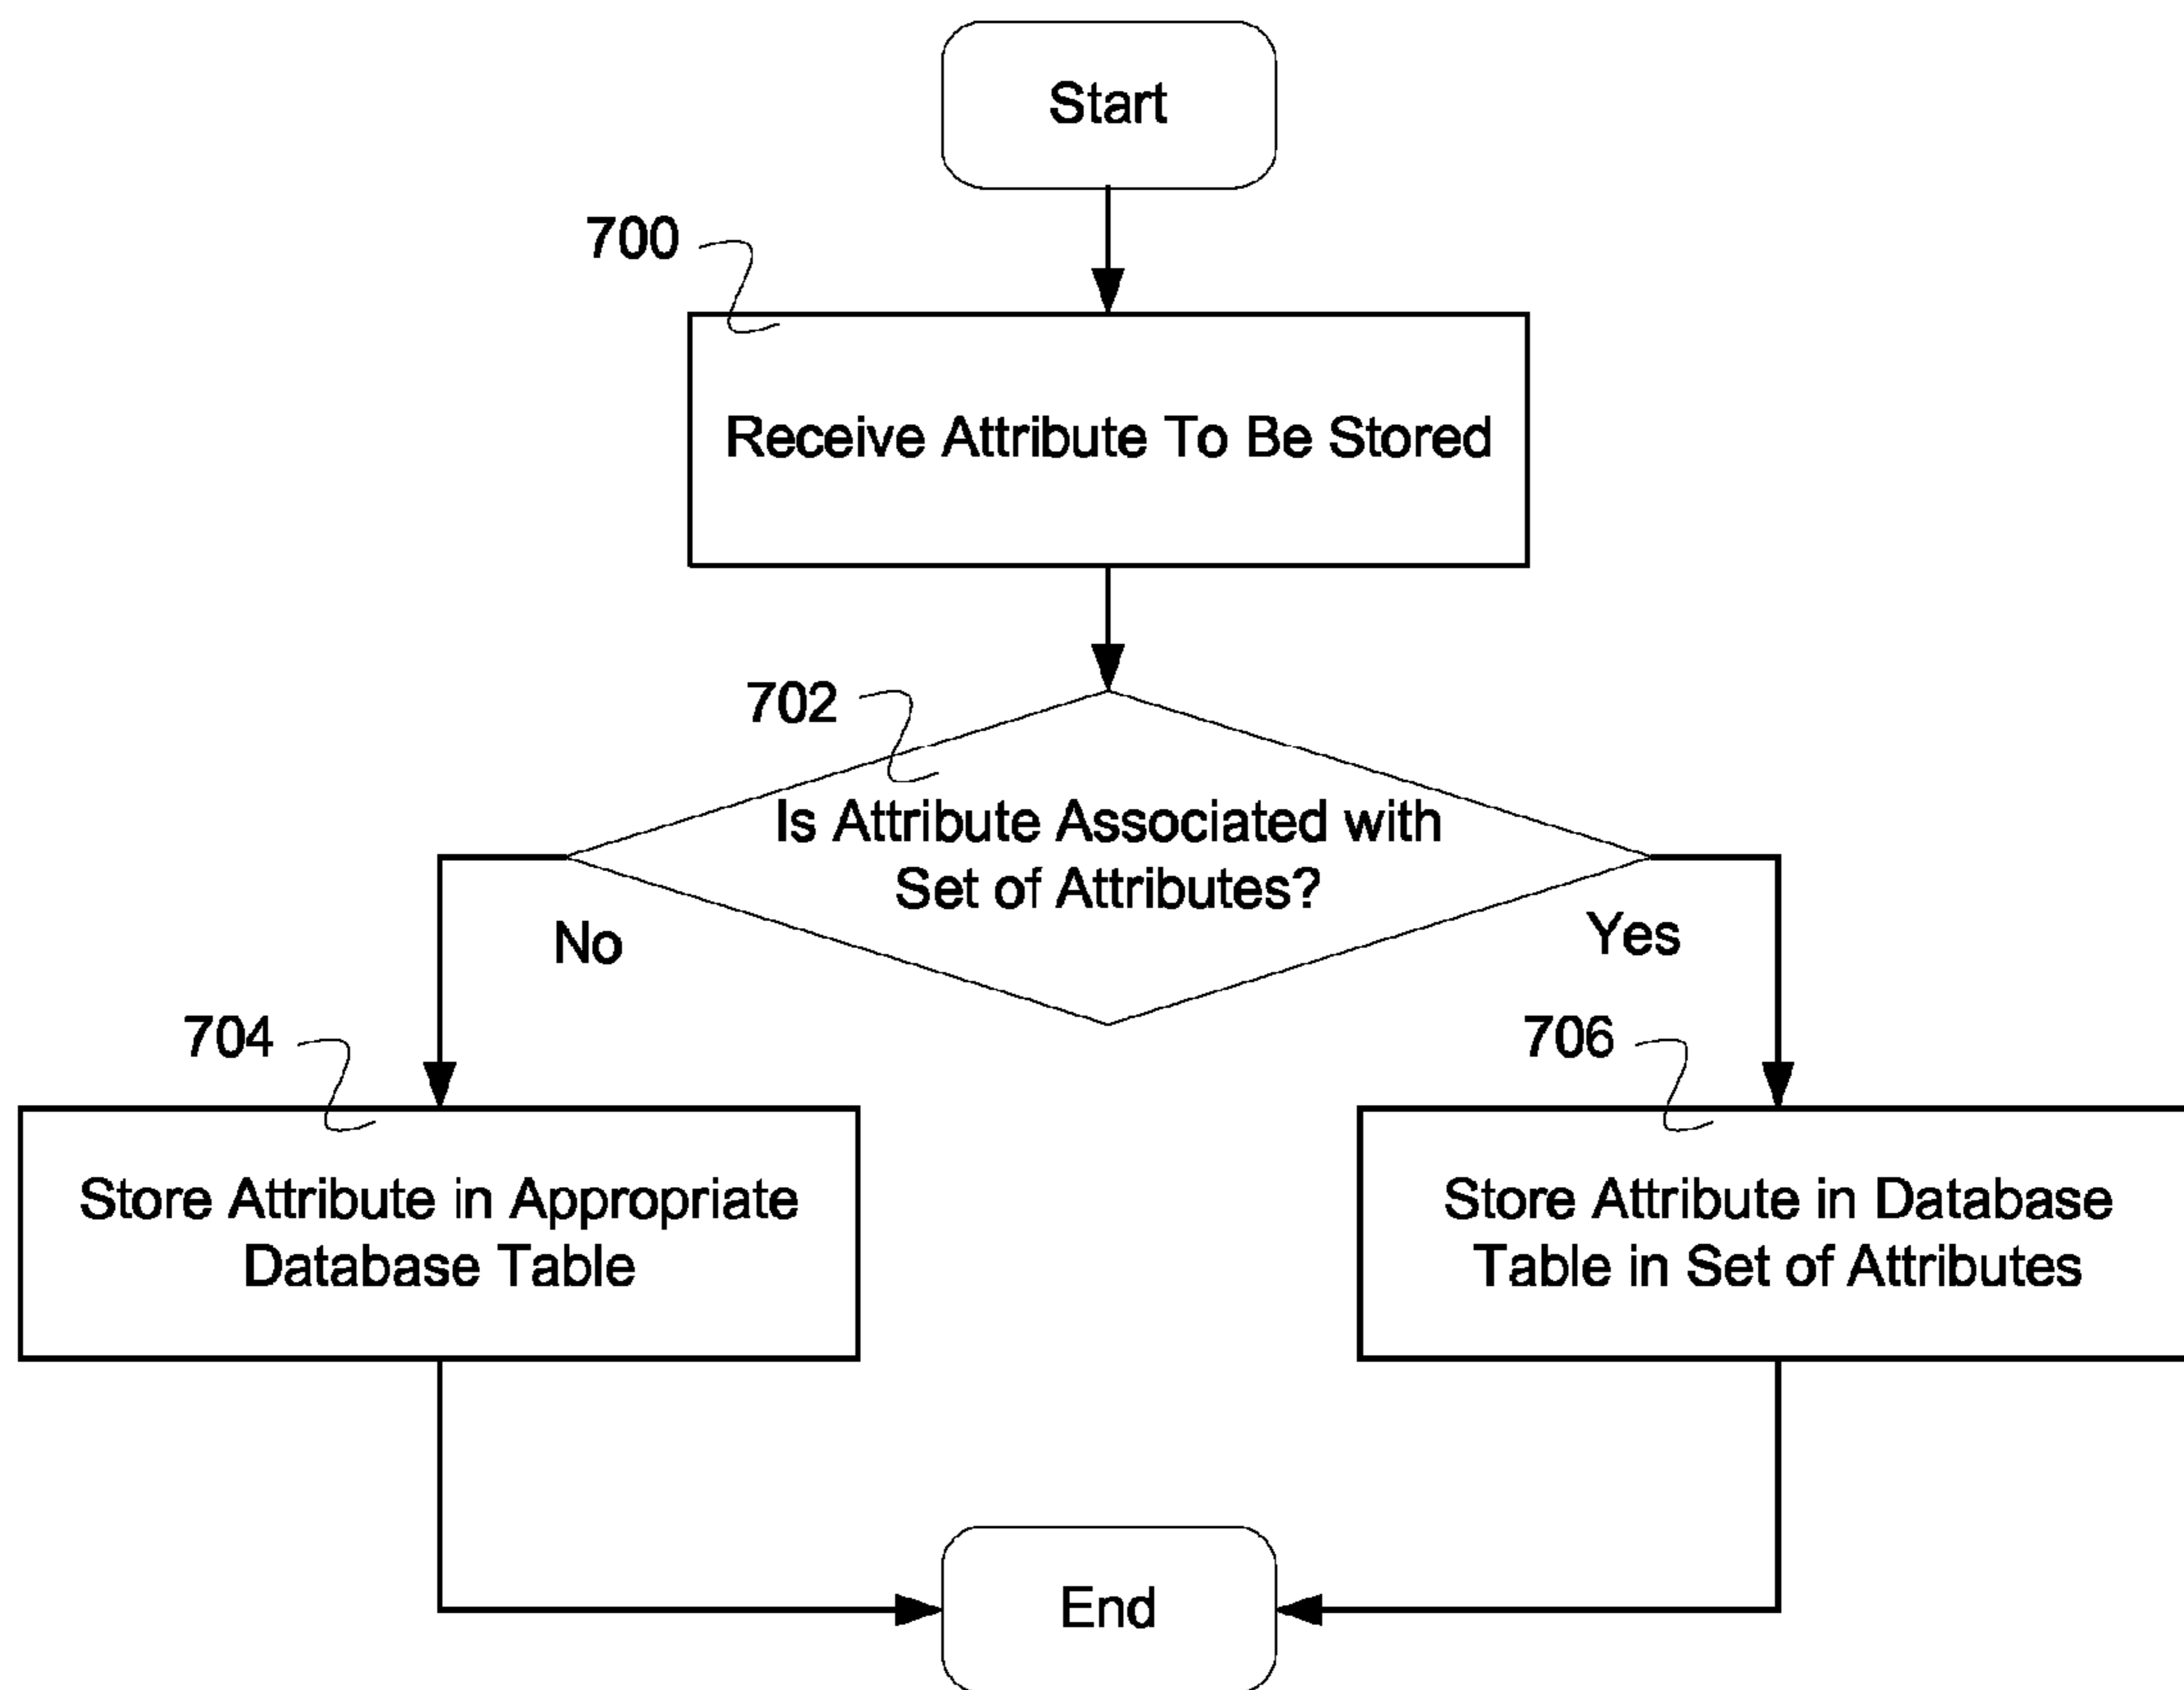 Start
700
Receive Attribute To Be Stored
702
Is Attribute Associated with
Set of Attributes?
No
Yes
704
706
Store Attribute in Appropriate
Database Table
Store Attribute in Database
Table in Set of Attributes
End